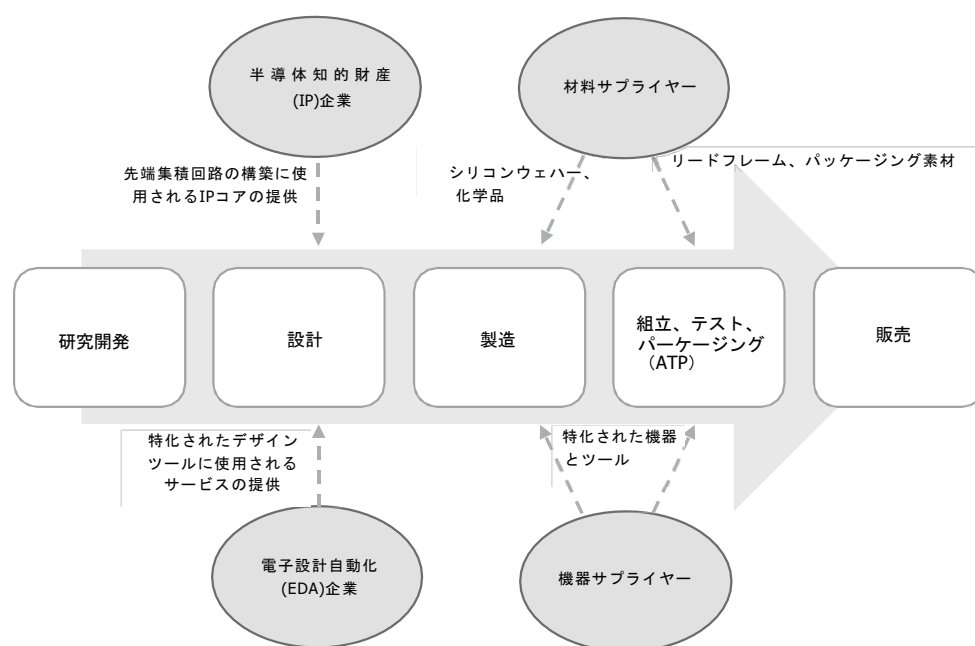 半導体知的財産
(IP)企業
材料サプライヤー
先端集積回路の構築に使
用されるIPコアの提供
シリコンウェハー、
化学品
リードフレーム、パッケージング素材
研究開発
設計
製造
組立、テスト、
パーケージング
（ATP）
販売
特化されたデザイン
ツールに使用される
サービスの提供
特化された機器
とツール
電子設計自動化
(EDA)企業
機器サプライヤー